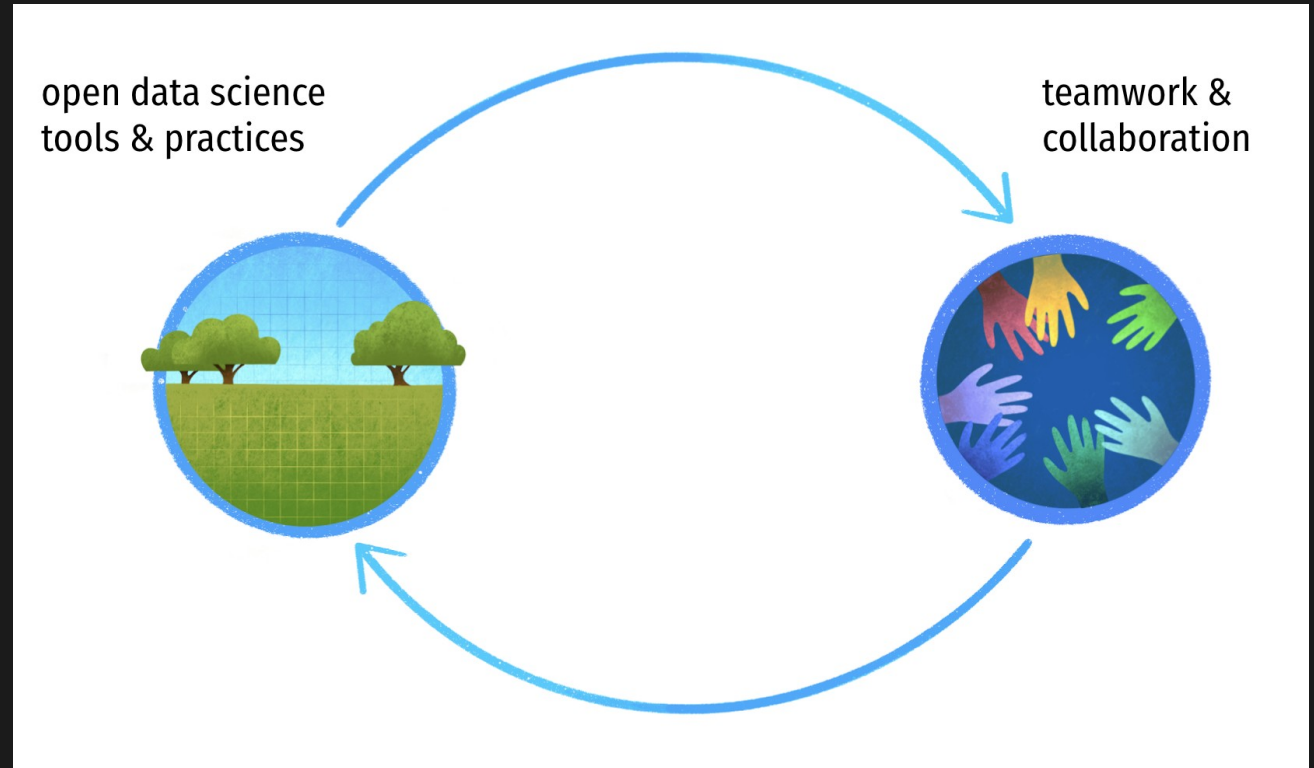 open data science
tools & practices
teamwork &
collaboration